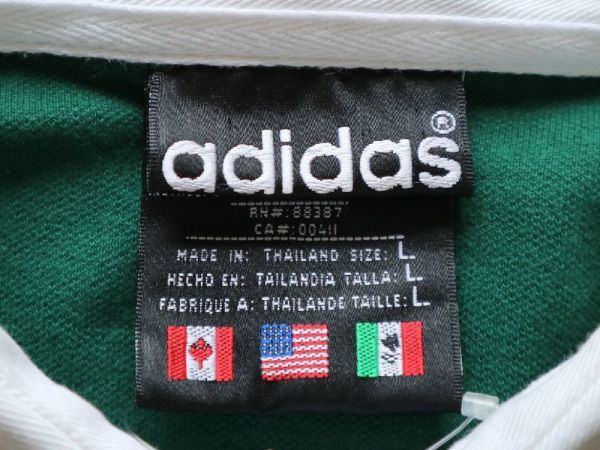 adidas®
RN#:88387
CA#:00411
MADE IN: THAILAND SIZE: L
HECHO EN: TAILANDIA TALLA: L
FABRIQUE A: THAILANDE TAILLE: L